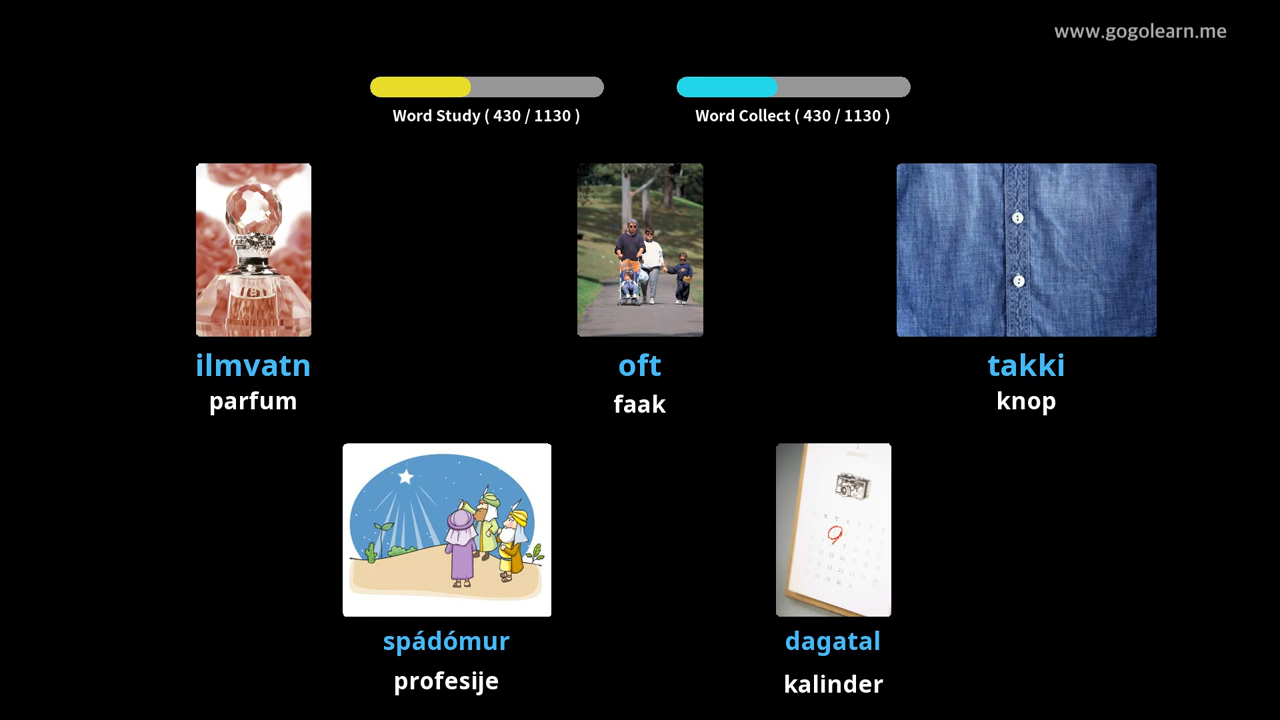 www.gogolearn.me
Word Study ( 430 / 1130 )
Word Collect ( 430 / 1130 )
ilmvatn
parfum
oft
faak
takki
knop
spádómur
profesije
dagatal
kalinder